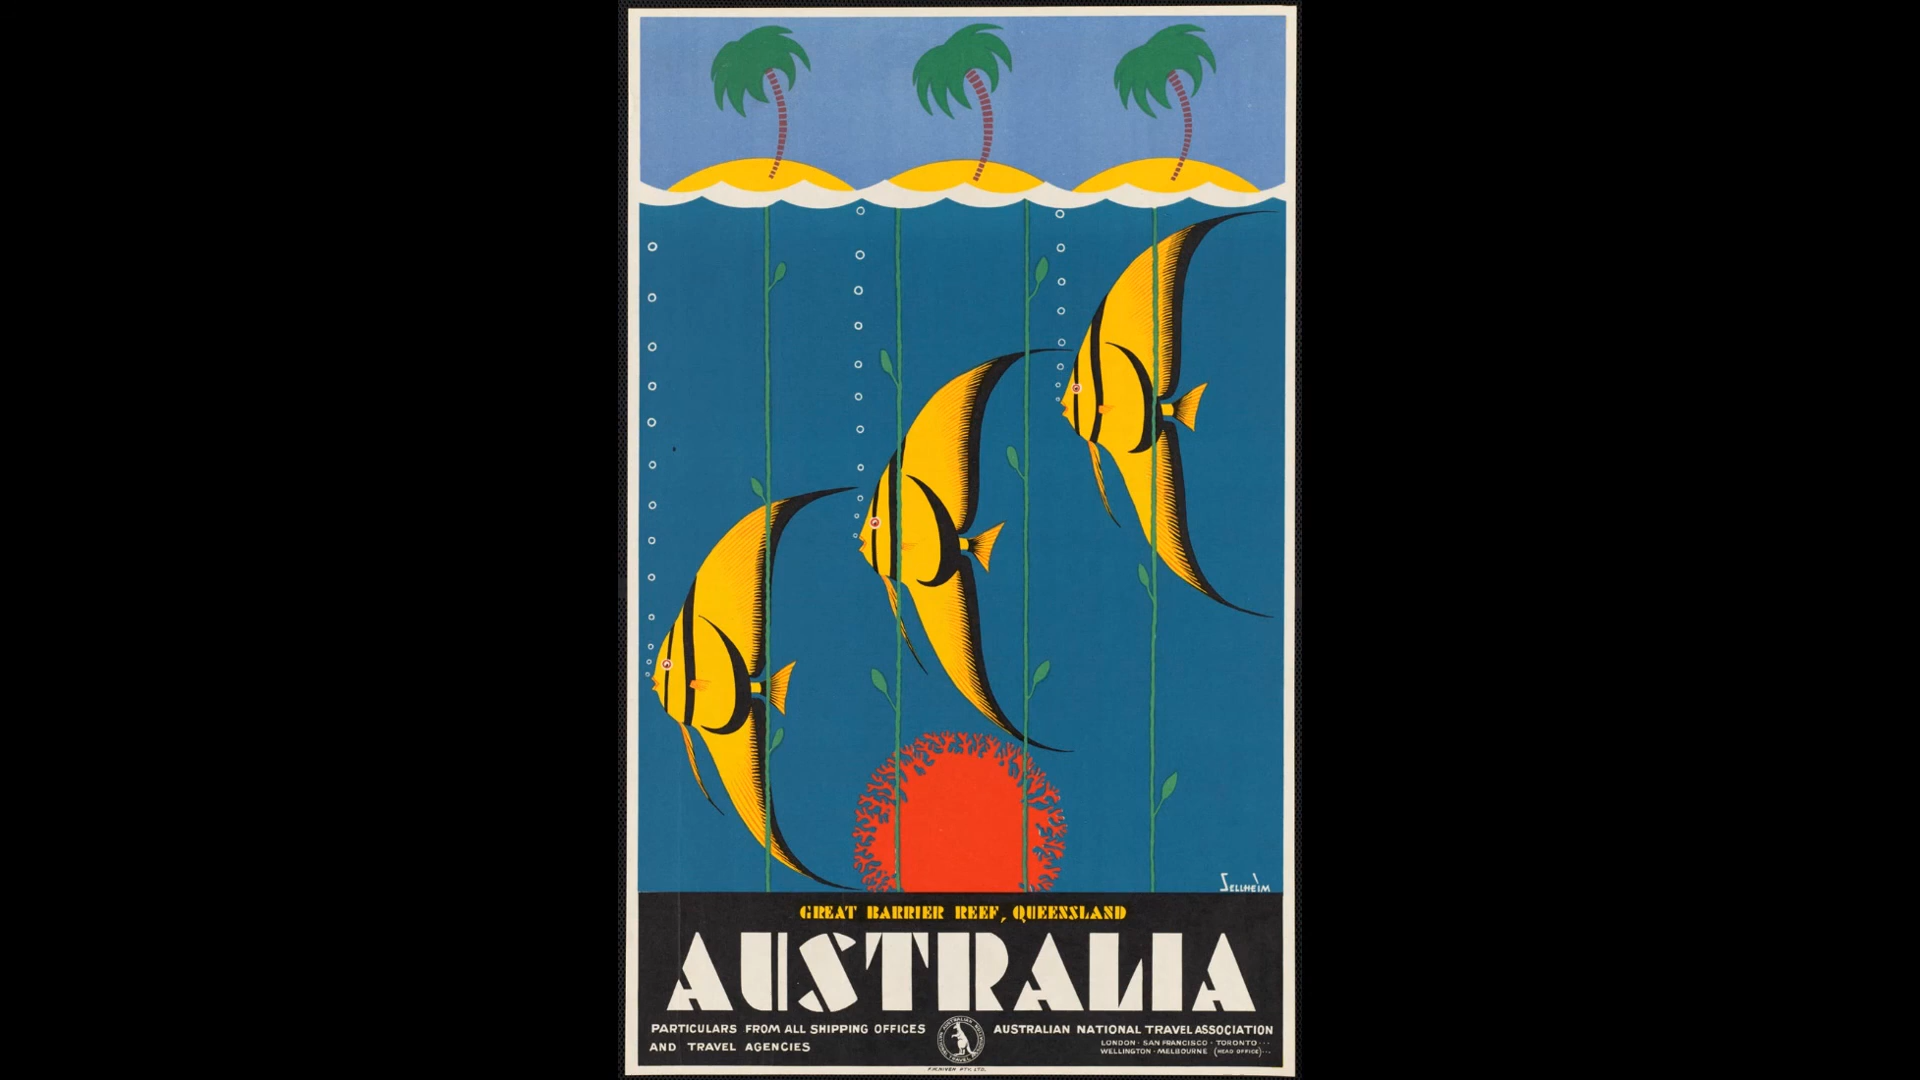 SELLHEIM
GREAT BARRIER REEF, QUEENSLAND
AUSTRALIA
PARTICULARS FROM ALL SHIPPING OFFICES
AND TRAVEL AGENCIES
AUSTRALIAN NATIONAL TRAVEL ASSOCIATION
LONDON · SAN FRANCISCO · TORONTO ···
WELLINGTON · MELBOURNE (HEAD OFFICE) ···